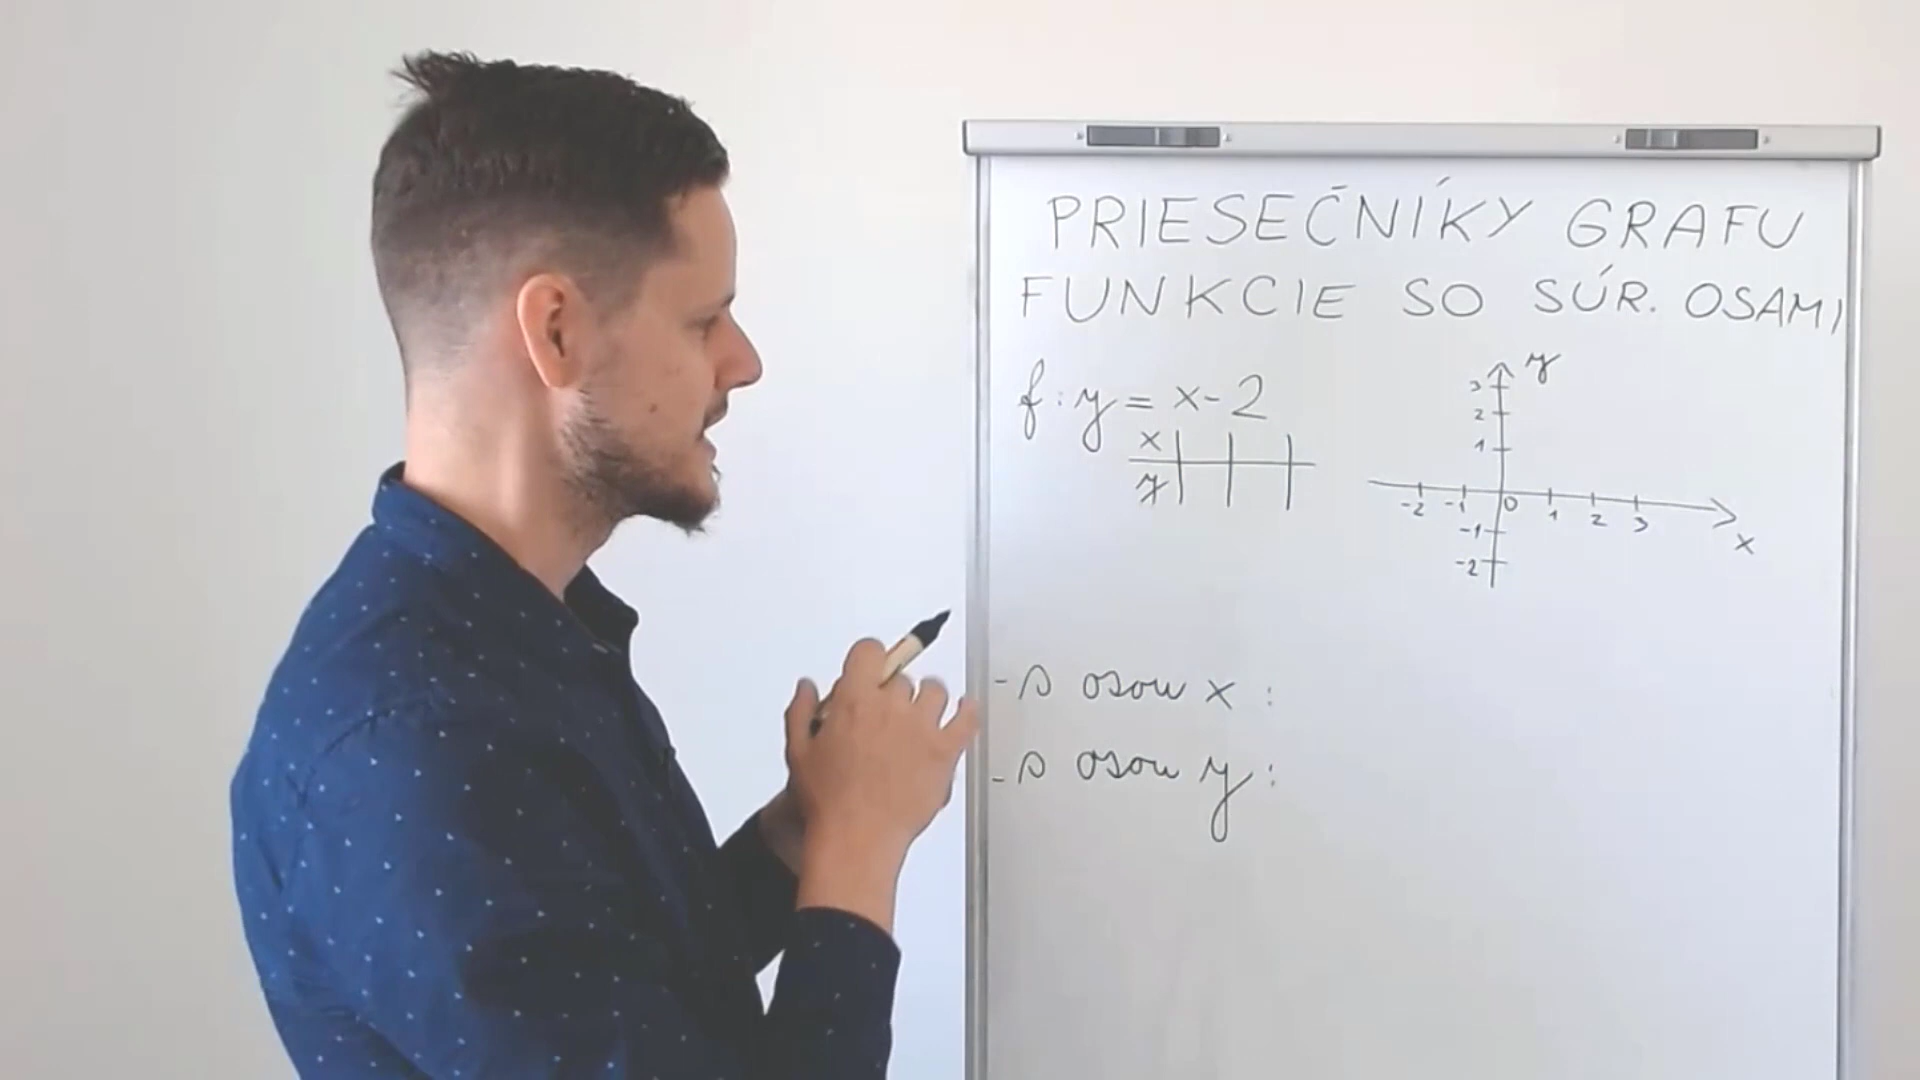 PRIESEČNÍKY GRAFU
FUNKCIE SO SÚR. OSAMI
f: y = x-2
x
y
y
3
2
1
-2 -1 0 1 2 3
x
-1
-2
- s osou x :
- s osou y :